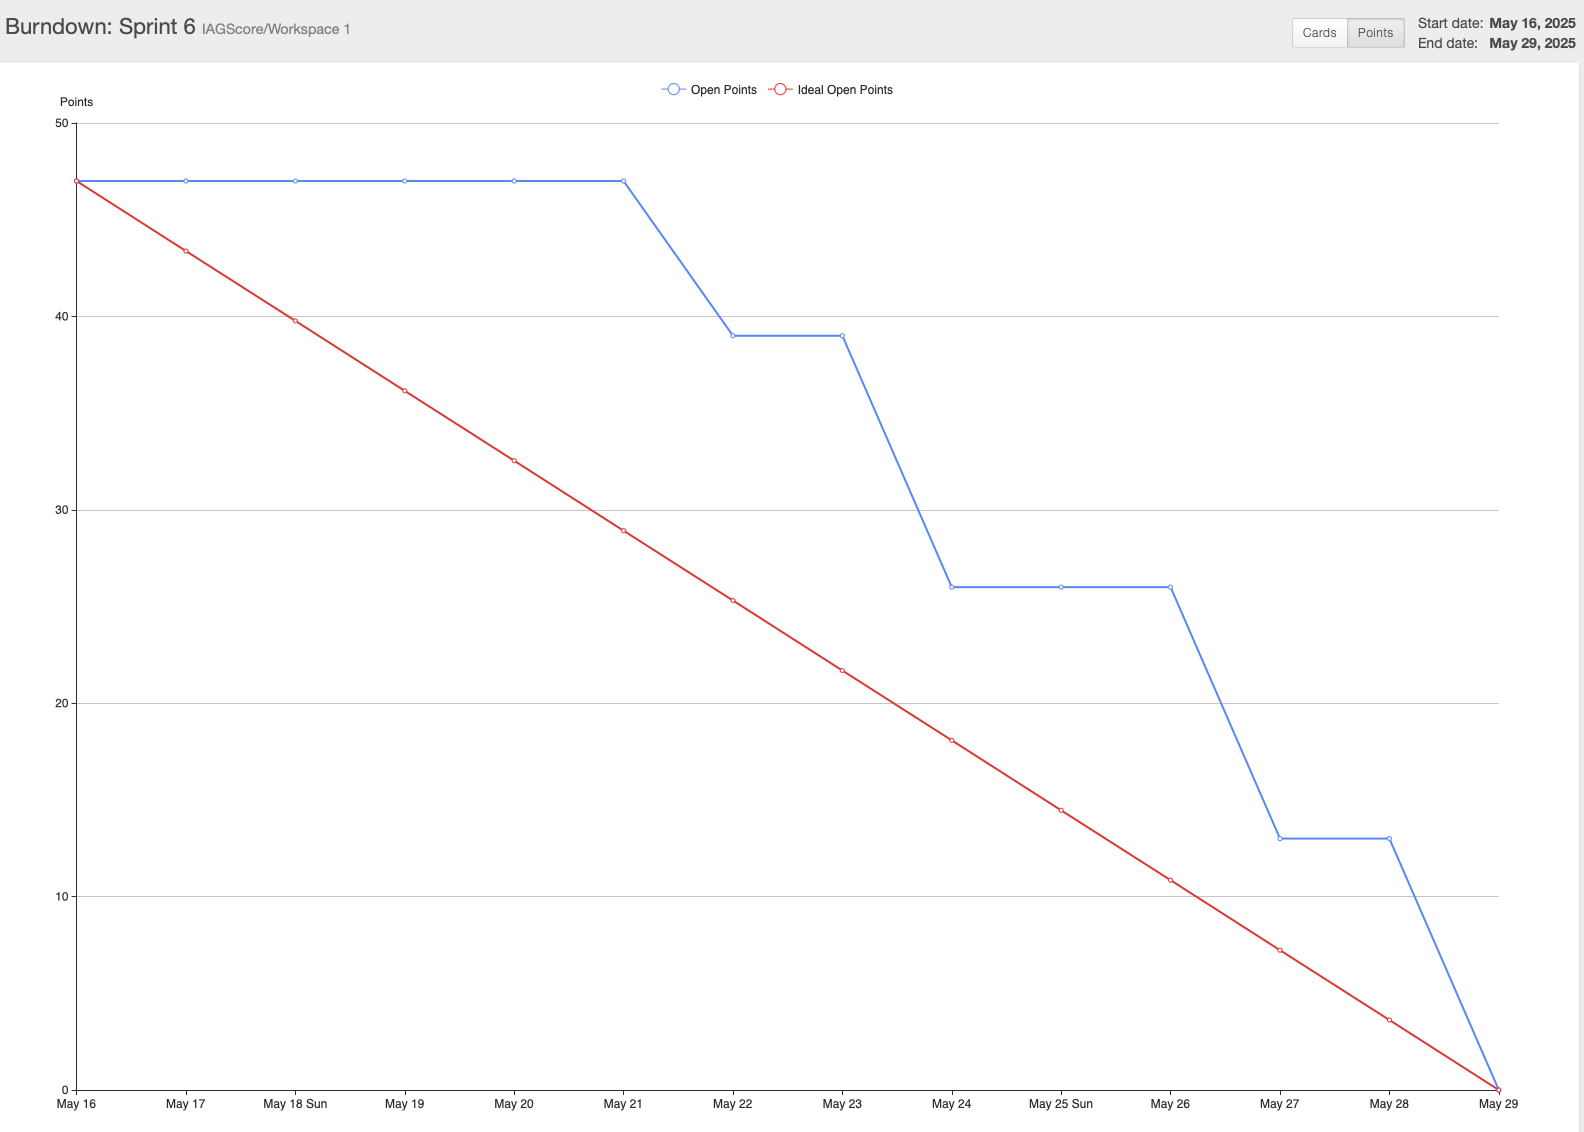 Burndown: Sprint 6 IAGScore/Workspace 1
Cards Points
Start date: May 16, 2025
End date: May 29, 2025
Open Points Ideal Open Points
Points
50
40
30
20
10
0
May 16 May 17 May 18 Sun May 19 May 20 May 21 May 22 May 23 May 24 May 25 Sun May 26 May 27 May 28 May 29